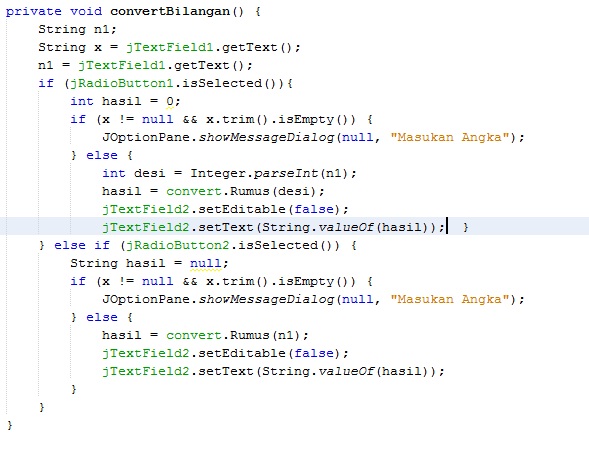 private void convertBilangan() {
    String n1;
    String x = jTextField1.getText();
    n1 = jTextField1.getText();
    if (jRadioButton1.isSelected()){
        int hasil = 0;
        if (x != null && x.trim().isEmpty()) {
            JOptionPane.showMessageDialog(null, "Masukan Angka");
        } else {
            int desi = Integer.parseInt(n1);
            hasil = convert.Rumus(desi);
            jTextField2.setEditable(false);
            jTextField2.setText(String.valueOf(hasil));  }
    } else if (jRadioButton2.isSelected()) {
        String hasil = null;
        if (x != null && x.trim().isEmpty()) {
            JOptionPane.showMessageDialog(null, "Masukan Angka");
        } else {
            hasil = convert.Rumus(n1);
            jTextField2.setEditable(false);
            jTextField2.setText(String.valueOf(hasil));
        }
    }
}